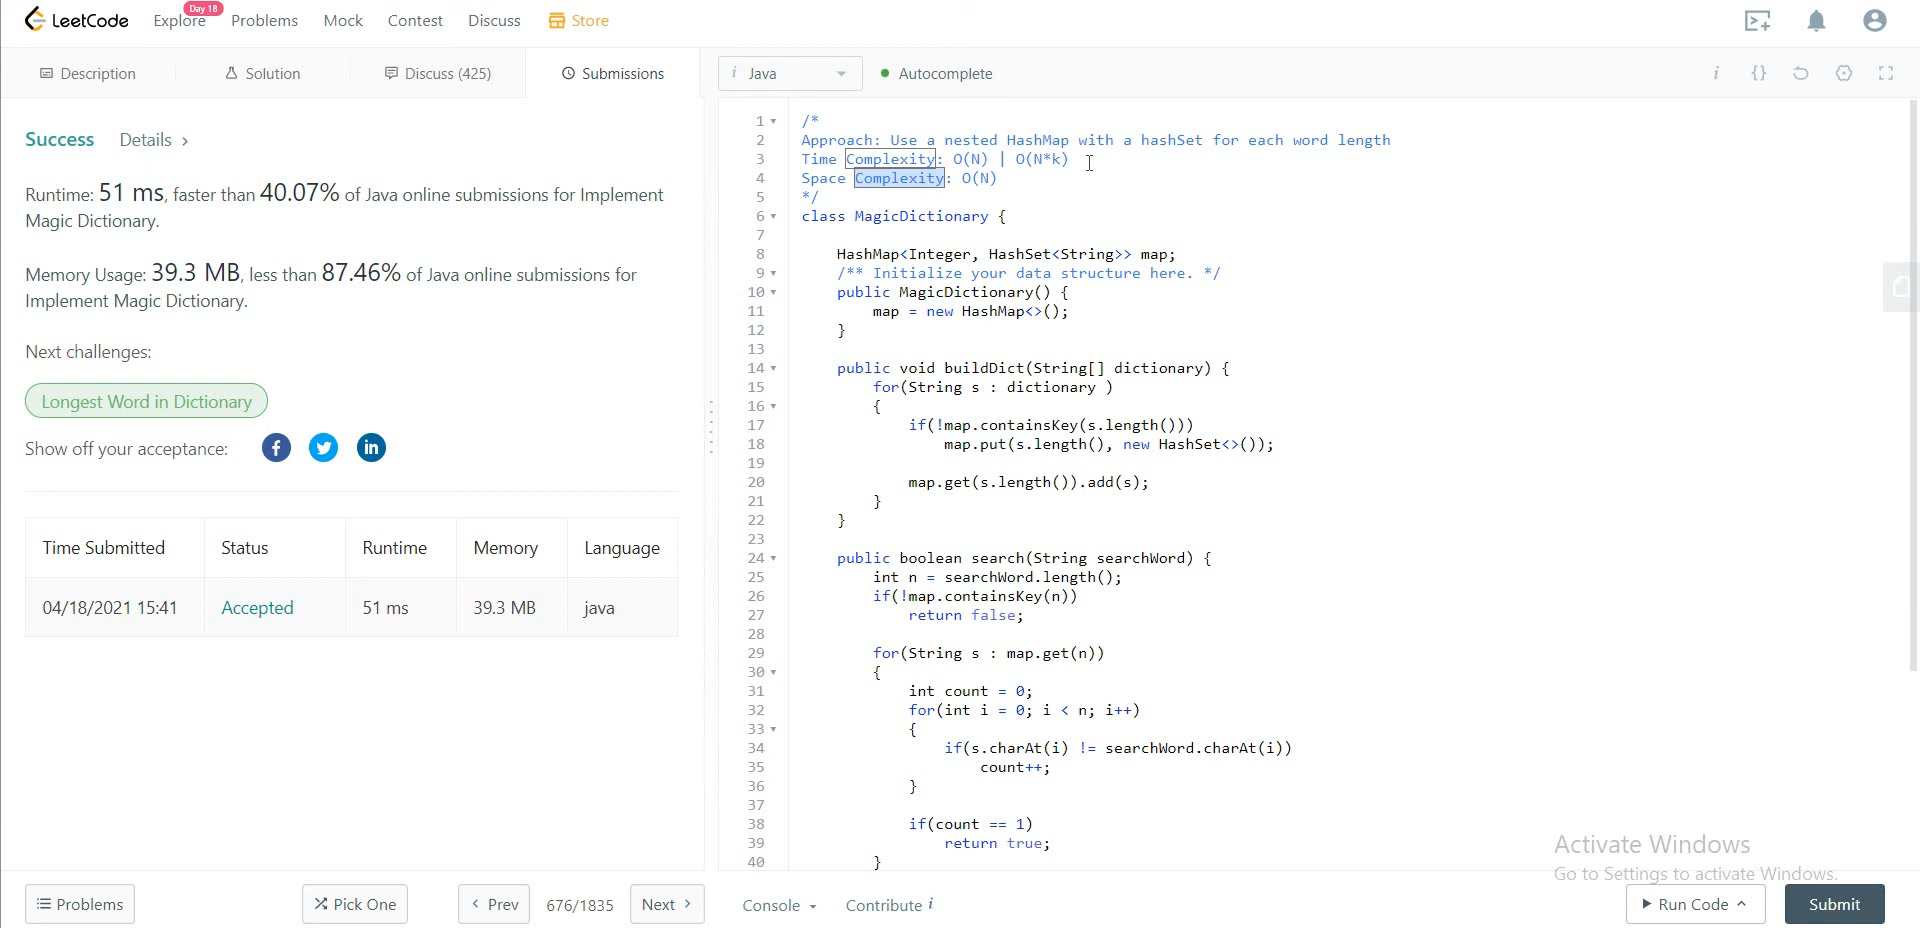 LeetCode
Explore
Day 18
Problems
Mock
Contest
Discuss
Store
Description
Solution
Discuss (425)
Submissions
i Java
Autocomplete
i
{}
Success Details >
Runtime: 51 ms, faster than 40.07% of Java online submissions for Implement
Magic Dictionary.
Memory Usage: 39.3 MB, less than 87.46% of Java online submissions for
Implement Magic Dictionary.
Next challenges:
Longest Word in Dictionary
Show off your acceptance:
f
in
Time Submitted Status Runtime Memory Language
04/18/2021 15:41 Accepted 51 ms 39.3 MB java
1 /*
2 Approach: Use a nested HashMap with a hashSet for each word length
3 Time Complexity: O(N) | O(N*k)
4 Space Complexity: O(N)
5 */
6 class MagicDictionary {
7
8 HashMap<Integer, HashSet<String>> map;
9 /** Initialize your data structure here. */
10 public MagicDictionary() {
11 map = new HashMap<>();
12 }
13
14 public void buildDict(String[] dictionary) {
15 for(String s : dictionary )
16 {
17 if(!map.containsKey(s.length()))
18 map.put(s.length(), new HashSet<>());
19
20 map.get(s.length()).add(s);
21 }
22 }
23
24 public boolean search(String searchWord) {
25 int n = searchWord.length();
26 if(!map.containsKey(n))
27 return false;
28
29 for(String s : map.get(n))
30 {
31 int count = 0;
32 for(int i = 0; i < n; i++)
33 {
34 if(s.charAt(i) != searchWord.charAt(i))
35 count++;
36 }
37
38 if(count == 1)
39 return true;
40 }
Activate Windows
Go to Settings to activate Windows.
Problems
Pick One
< Prev
676/1835
Next >
Console
Contribute i
Run Code
Submit